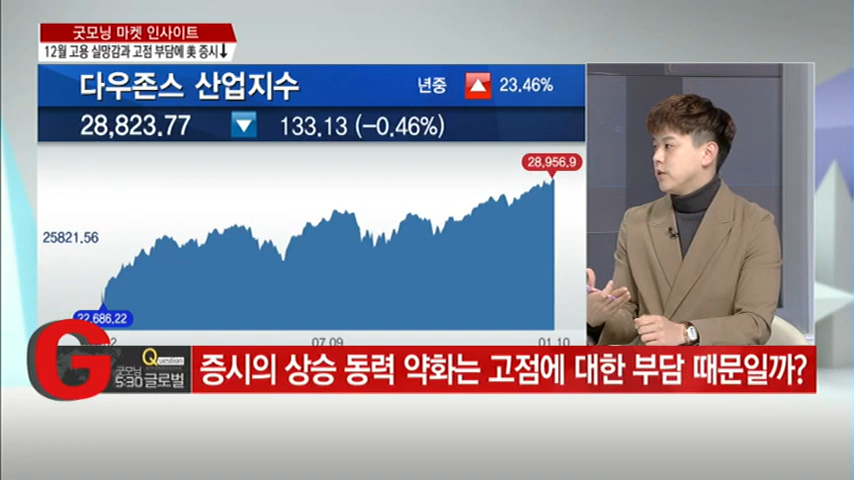 굿모닝 마켓 인사이트
12월 고용 실망감과 고점 부담에 美 증시↓
다우존스 산업지수 년중 ▲ 23.46%
28,823.77 ▼ 133.13 (-0.46%)
28,956.9
25821.56
22,686.22
07.09 01.10
G
굿모닝 5:30 글로벌
Question
증시의 상승 동력 약화는 고점에 대한 부담 때문일까?